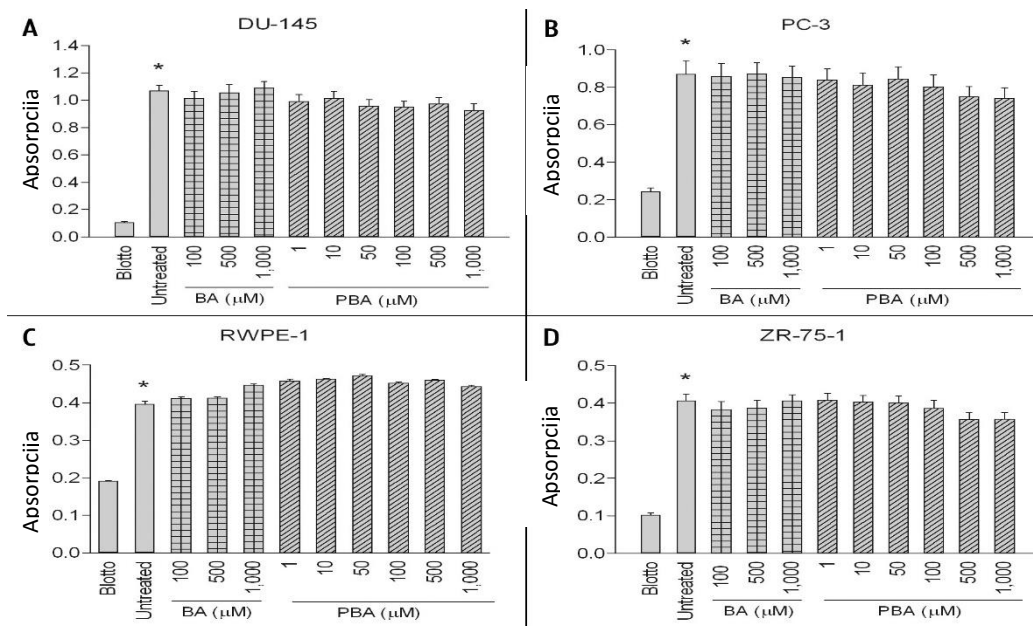 A
DU-145
*
Apsorpciia
1.4
1.2
1.0
0.8
0.6
0.4
0.2
0.0
Blotto
Untreated
100
500
1,000
1
10
50
100
500
1,000
BA (μM)
PBA (μM)
B
PC-3
*
Apsorpciia
1.0
0.8
0.6
0.4
0.2
0.0
Blotto
Untreated
100
500
1,000
1
10
50
100
500
1,000
BA (μM)
PBA (μM)
C
RWPE-1
*
Apsorpciia
0.5
0.4
0.3
0.2
0.1
0.0
Blotto
Untreated
100
500
1,000
1
10
50
100
500
1,000
BA (μM)
PBA (μM)
D
ZR-75-1
*
Apsorpciia
0.5
0.4
0.3
0.2
0.1
0.0
Blotto
Untreated
100
500
1,000
1
10
50
100
500
1,000
BA (μM)
PBA (μM)